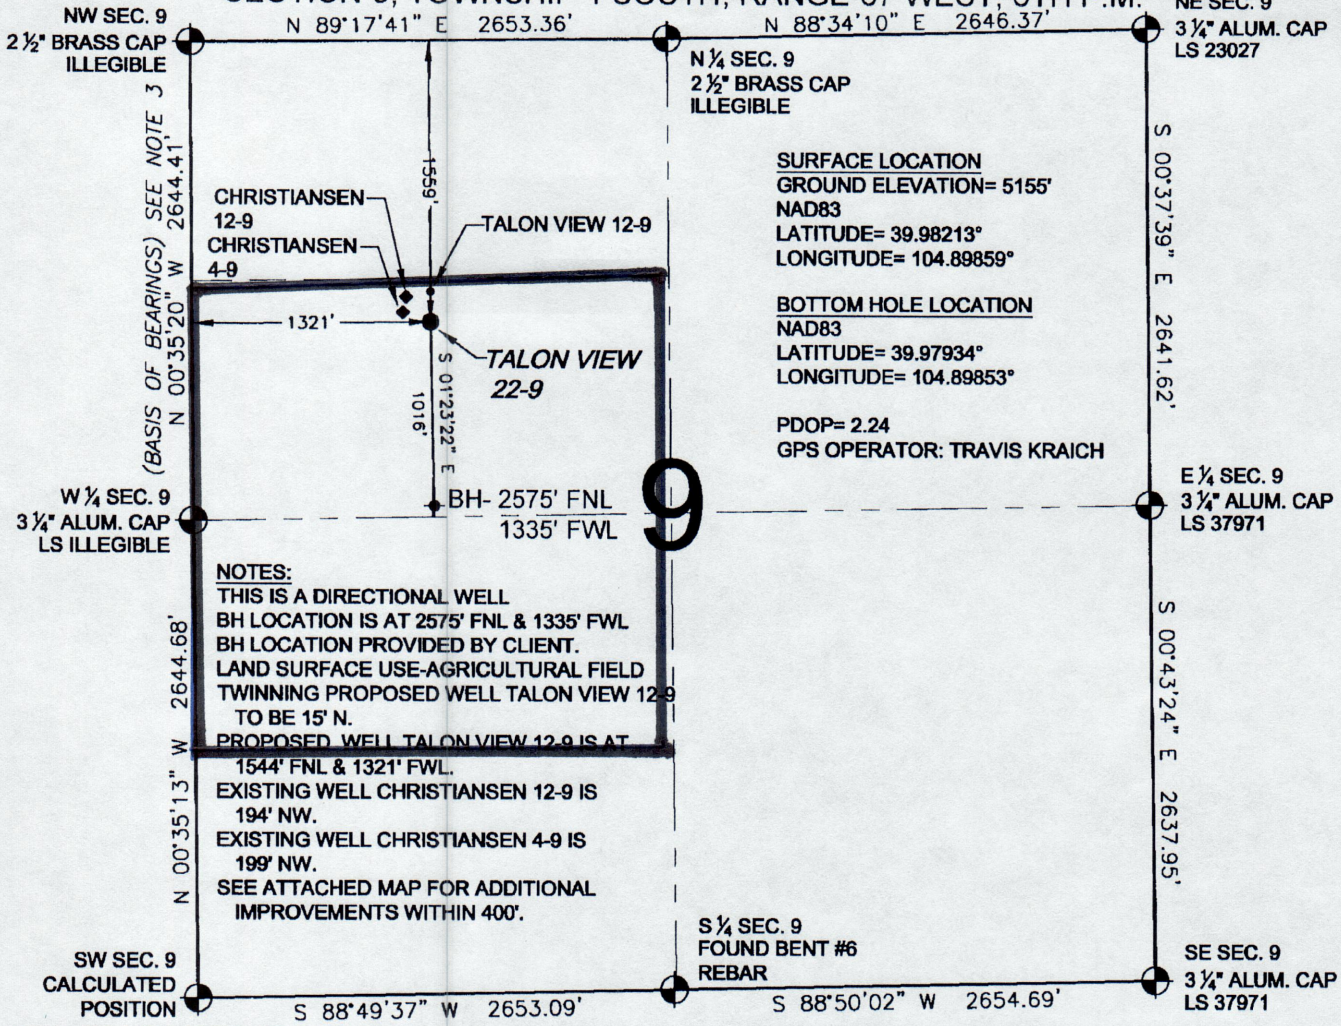 SECTION 9, TOWNSHIP 1 SOUTH, RANGE 67 WEST, 6TH P.M.
NW SEC. 9
2 ½" BRASS CAP
ILLEGIBLE
N 89°17'41" E 2653.36'
N 88°34'10" E 2646.37'
NE SEC. 9
3 ¼" ALUM. CAP
LS 23027
N ¼ SEC. 9
2 ½" BRASS CAP
ILLEGIBLE
(BASIS OF BEARINGS) SEE NOTE 3
N 00°35'20" W 2644.41'
1559'
CHRISTIANSEN
12-9
CHRISTIANSEN
4-9
TALON VIEW 12-9
1321'
TALON VIEW
22-9
S 01°23'22" E
1016'
SURFACE LOCATION
GROUND ELEVATION= 5155'
NAD83
LATITUDE= 39.98213°
LONGITUDE= 104.89859°
BOTTOM HOLE LOCATION
NAD83
LATITUDE= 39.97934°
LONGITUDE= 104.89853°
PDOP= 2.24
GPS OPERATOR: TRAVIS KRAICH
S 00°37'39" E 2641.62'
W ¼ SEC. 9
3 ¼" ALUM. CAP
LS ILLEGIBLE
BH- 2575' FNL
1335' FWL
9
E ¼ SEC. 9
3 ¼" ALUM. CAP
LS 37971
NOTES:
THIS IS A DIRECTIONAL WELL
BH LOCATION IS AT 2575' FNL & 1335' FWL
BH LOCATION PROVIDED BY CLIENT.
LAND SURFACE USE-AGRICULTURAL FIELD
TWINNING PROPOSED WELL TALON VIEW 12-9
TO BE 15' N.
PROPOSED WELL TALON VIEW 12-9 IS AT
1544' FNL & 1321' FWL.
EXISTING WELL CHRISTIANSEN 12-9 IS
194' NW.
EXISTING WELL CHRISTIANSEN 4-9 IS
199' NW.
SEE ATTACHED MAP FOR ADDITIONAL
IMPROVEMENTS WITHIN 400'.
N 00°35'13" W 2644.68'
S 00°43'24" E 2637.95'
SW SEC. 9
CALCULATED
POSITION
S 88°49'37" W 2653.09'
S ¼ SEC. 9
FOUND BENT #6
REBAR
S 88°50'02" W 2654.69'
SE SEC. 9
3 ¼" ALUM. CAP
LS 37971